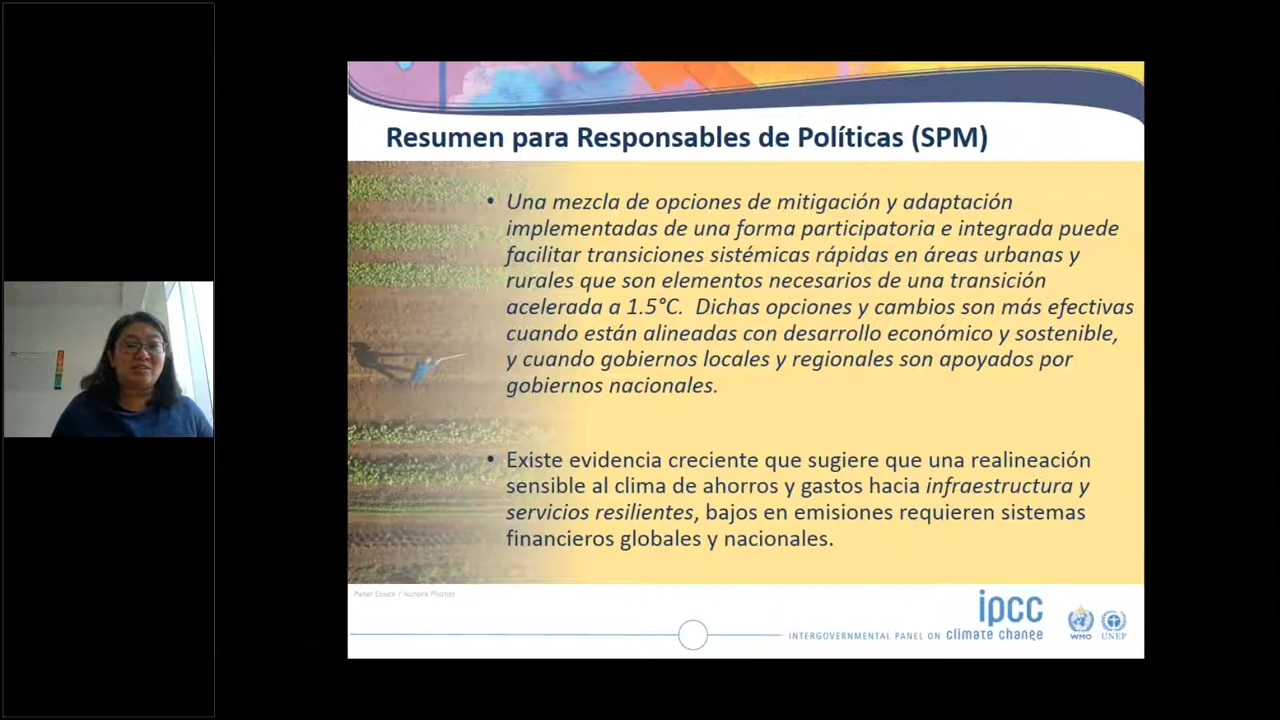 Resumen para Responsables de Políticas (SPM)
• Una mezcla de opciones de mitigación y adaptación
implementadas de una forma participatoria e integrada puede
facilitar transiciones sistémicas rápidas en áreas urbanas y
rurales que son elementos necesarios de una transición
acelerada a 1.5°C. Dichas opciones y cambios son más efectivas
cuando están alineadas con desarrollo económico y sostenible,
y cuando gobiernos locales y regionales son apoyados por
gobiernos nacionales.
• Existe evidencia creciente que sugiere que una realineación
sensible al clima de ahorros y gastos hacia infraestructura y
servicios resilientes, bajos en emisiones requieren sistemas
financieros globales y nacionales.
Peter Essick / Aurora Photos
ipcc
INTERGOVERNMENTAL PANEL ON climate change
WMO
UNEP